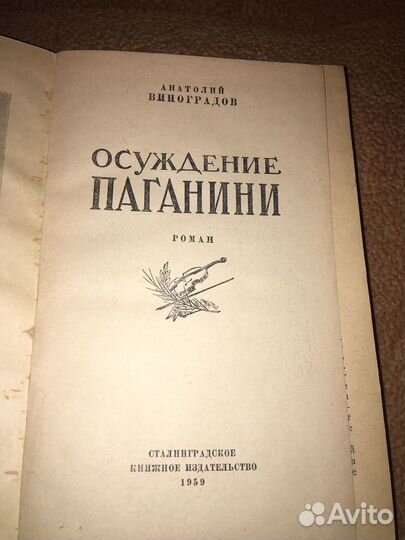 АНАТОЛИЙ
ВИНОГРАДОВ
ОСУЖДЕНИЕ
ПАГАНИНИ
РОМАН
СТАЛИНГРАДСКОЕ
КНИЖНОЕ ИЗДАТЕЛЬСТВО
1959
Avito